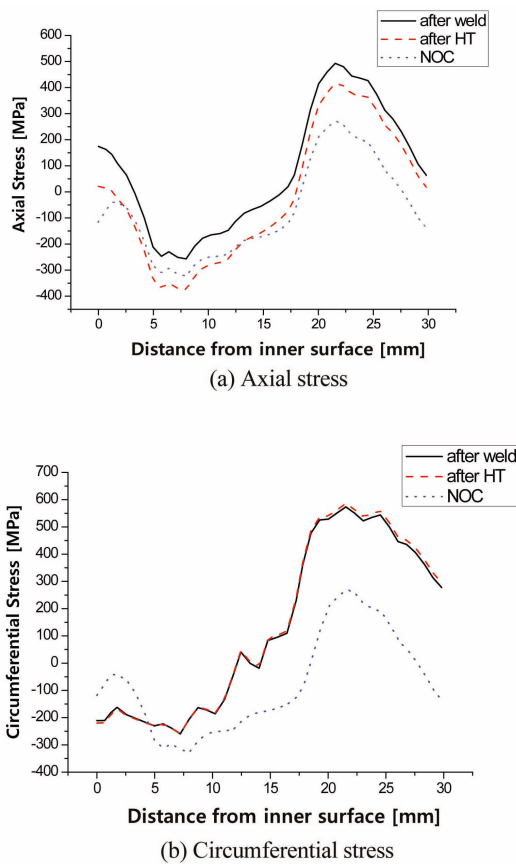 after weld
after HT
NOC
600
500
400
300
200
100
0
-100
-200
-300
-400
Axial Stress [MPa]
0 5 10 15 20 25 30
Distance from inner surface [mm]
(a) Axial stress
after weld
after HT
NOC
700
600
500
400
300
200
100
0
-100
-200
-300
-400
Circumferential Stress [MPa]
0 5 10 15 20 25 30
Distance from inner surface [mm]
(b) Circumferential stress